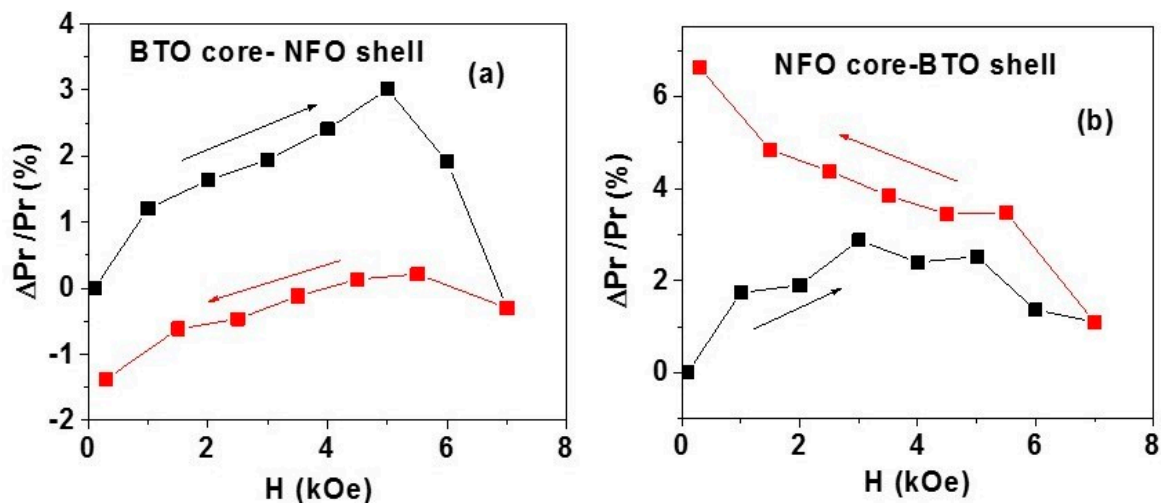 BTO core- NFO shell
(a)
ΔPr /Pr (%)
4
3
2
1
0
-1
-2
0 2 4 6 8
H (kOe)
NFO core-BTO shell
(b)
ΔPr /Pr (%)
6
4
2
0
0 2 4 6 8
H (kOe)